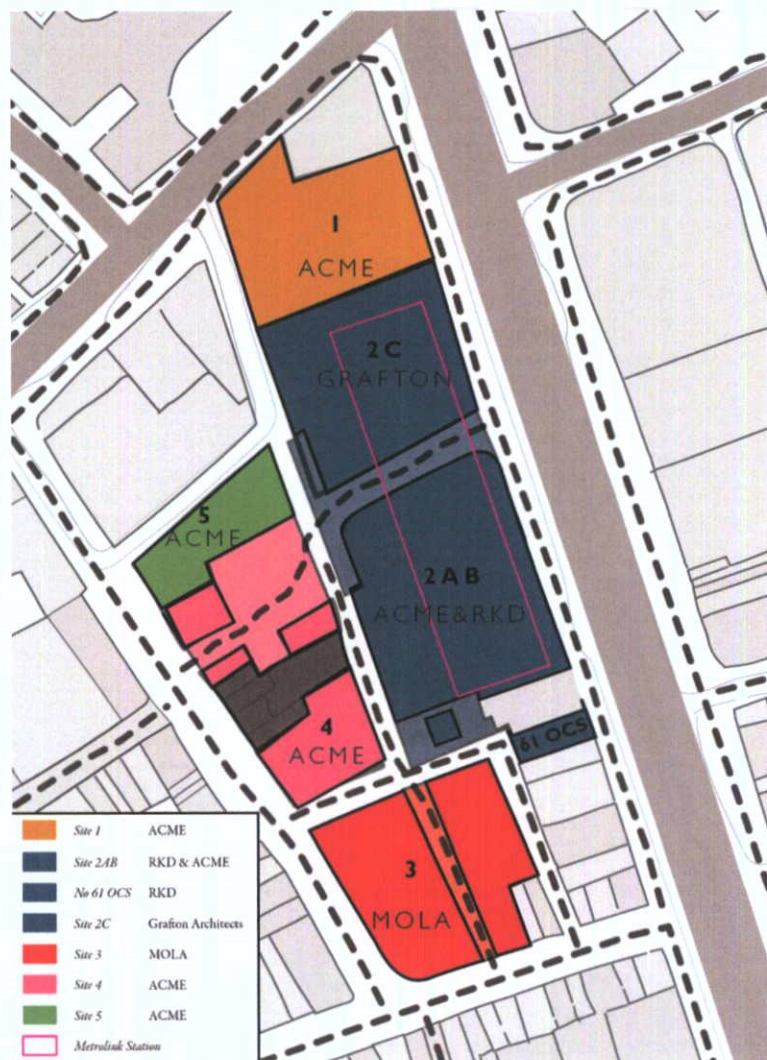 1
ACME
2C
GRAFTON
5
ACME
2AB
ACME&RKD
61 OCS
4
ACME
3
MOLA
Site 1 ACME
Site 2AB RKD & ACME
No 61 OCS RKD
Site 2C Grafton Architects
Site 3 MOLA
Site 4 ACME
Site 5 ACME
Metrolink Station